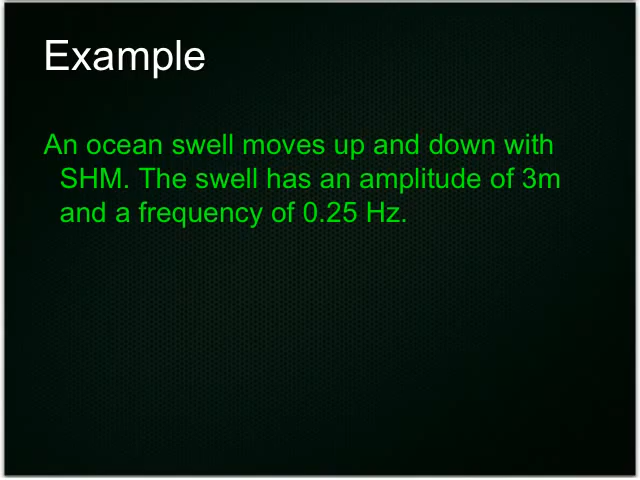 Example
An ocean swell moves up and down with
SHM. The swell has an amplitude of 3m
and a frequency of 0.25 Hz.